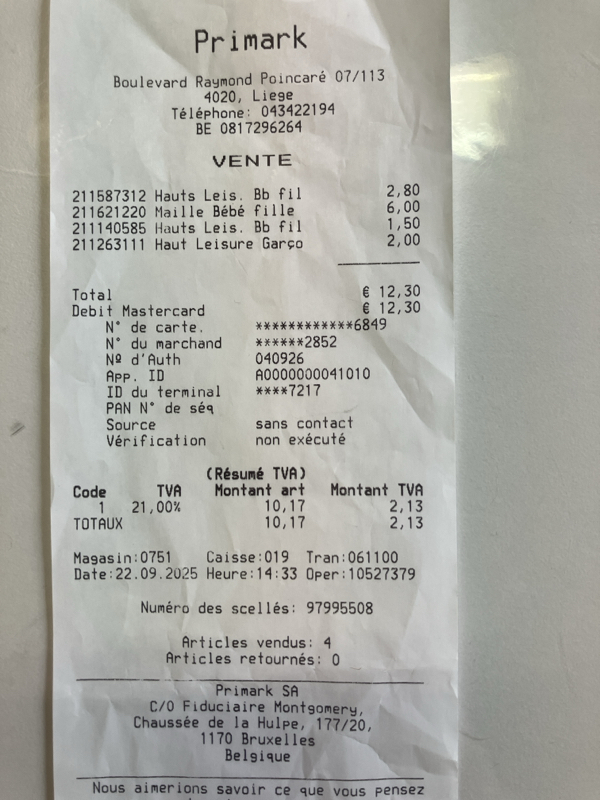 Primark
Boulevard Raymond Poincaré 07/113
4020, Liege
Téléphone: 043422194
BE 0817296264
VENTE
211587312 Hauts Leis. Bb fil 2,80
211621220 Maille Bébé fille 6,00
211140585 Hauts Leis. Bb fil 1,50
211263111 Haut Leisure Garço 2,00
Total € 12,30
Debit Mastercard € 12,30
N° de carte. ************6849
N° du marchand ******2852
Nº d'Auth 040926
App. ID A0000000041010
ID du terminal ****7217
PAN N° de séq
Source sans contact
Vérification non exécuté
(Résumé TVA)
Code TVA Montant art Montant TVA
1 21,00% 10,17 2,13
TOTAUX 10,17 2,13
Magasin:0751 Caisse:019 Tran:061100
Date:22.09.2025 Heure:14:33 Oper:10527379
Numéro des scellés: 97995508
Articles vendus: 4
Articles retournés: 0
Primark SA
C/O Fiduciaire Montgomery,
Chaussée de la Hulpe, 177/20,
1170 Bruxelles
Belgique
Nous aimerions savoir ce que vous pensez